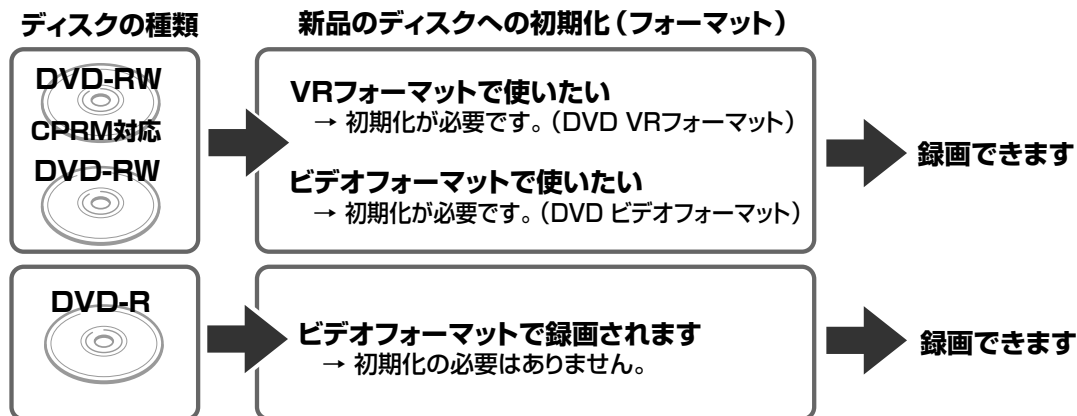 ディスクの種類
新品のディスクへの初期化（フォーマット）
DVD-RW
CPRM対応
DVD-RW
VRフォーマットで使いたい
→ 初期化が必要です。（DVD VRフォーマット）
ビデオフォーマットで使いたい
→ 初期化が必要です。（DVD ビデオフォーマット）
録画できます
DVD-R
ビデオフォーマットで録画されます
→ 初期化の必要はありません。
録画できます